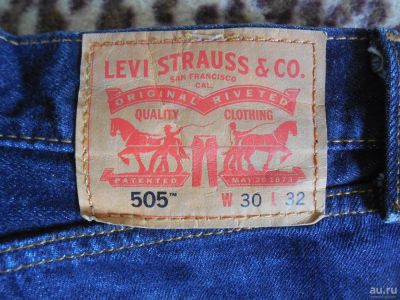 LEVI STRAUSS & CO.
SAN FRANCISCO
CAL.
ORIGINAL RIVETED
QUALITY CLOTHING
PATENTED MAY 20 1873
505™ W 30 L 32
au.ru